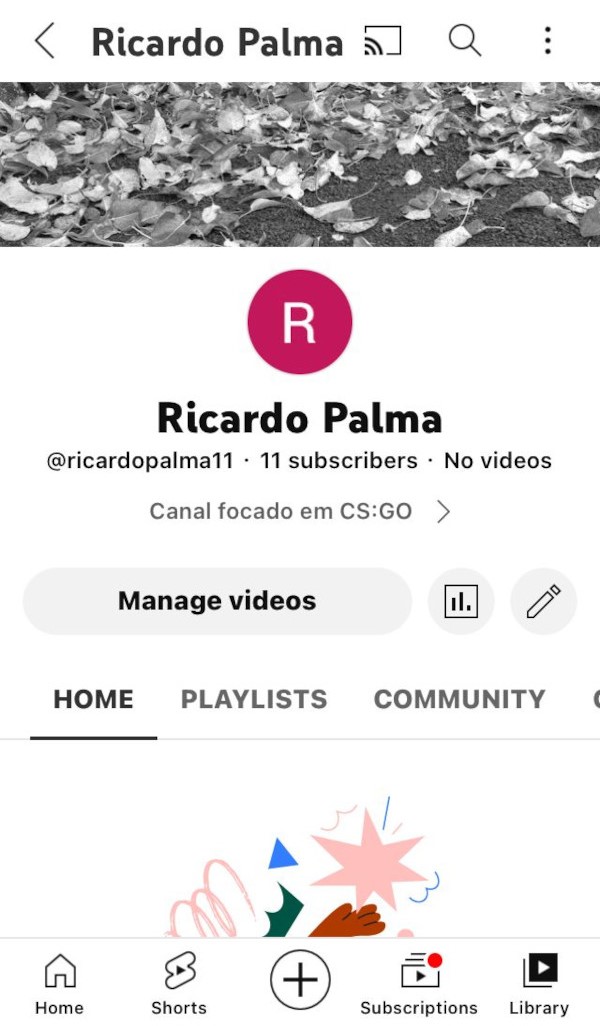 Ricardo Palma
R
Ricardo Palma
@ricardopalma11 · 11 subscribers · No videos
Canal focado em CS:GO
Manage videos
HOME PLAYLISTS COMMUNITY
Home Shorts Subscriptions Library